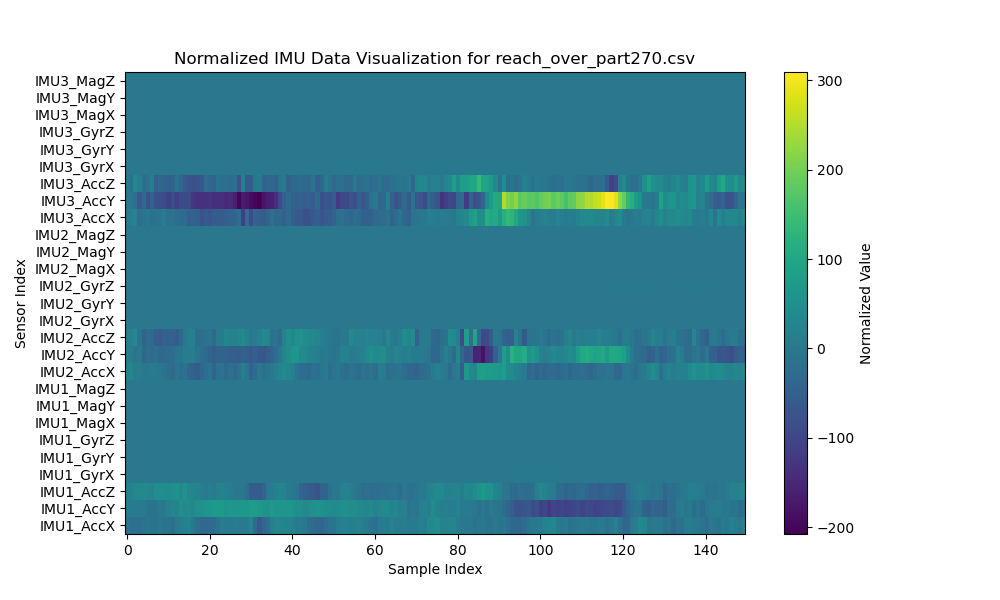 Normalized IMU Data Visualization for reach_over_part270.csv
IMU3_MagZ
IMU3_MagY
IMU3_MagX
IMU3_GyrZ
IMU3_GyrY
IMU3_GyrX
IMU3_AccZ
IMU3_AccY
IMU3_AccX
IMU2_MagZ
IMU2_MagY
IMU2_MagX
IMU2_GyrZ
IMU2_GyrY
IMU2_GyrX
IMU2_AccZ
IMU2_AccY
IMU2_AccX
IMU1_MagZ
IMU1_MagY
IMU1_MagX
IMU1_GyrZ
IMU1_GyrY
IMU1_GyrX
IMU1_AccZ
IMU1_AccY
IMU1_AccX
Sensor Index
0 20 40 60 80 100 120 140
Sample Index
300
200
100
0
−100
−200
Normalized Value